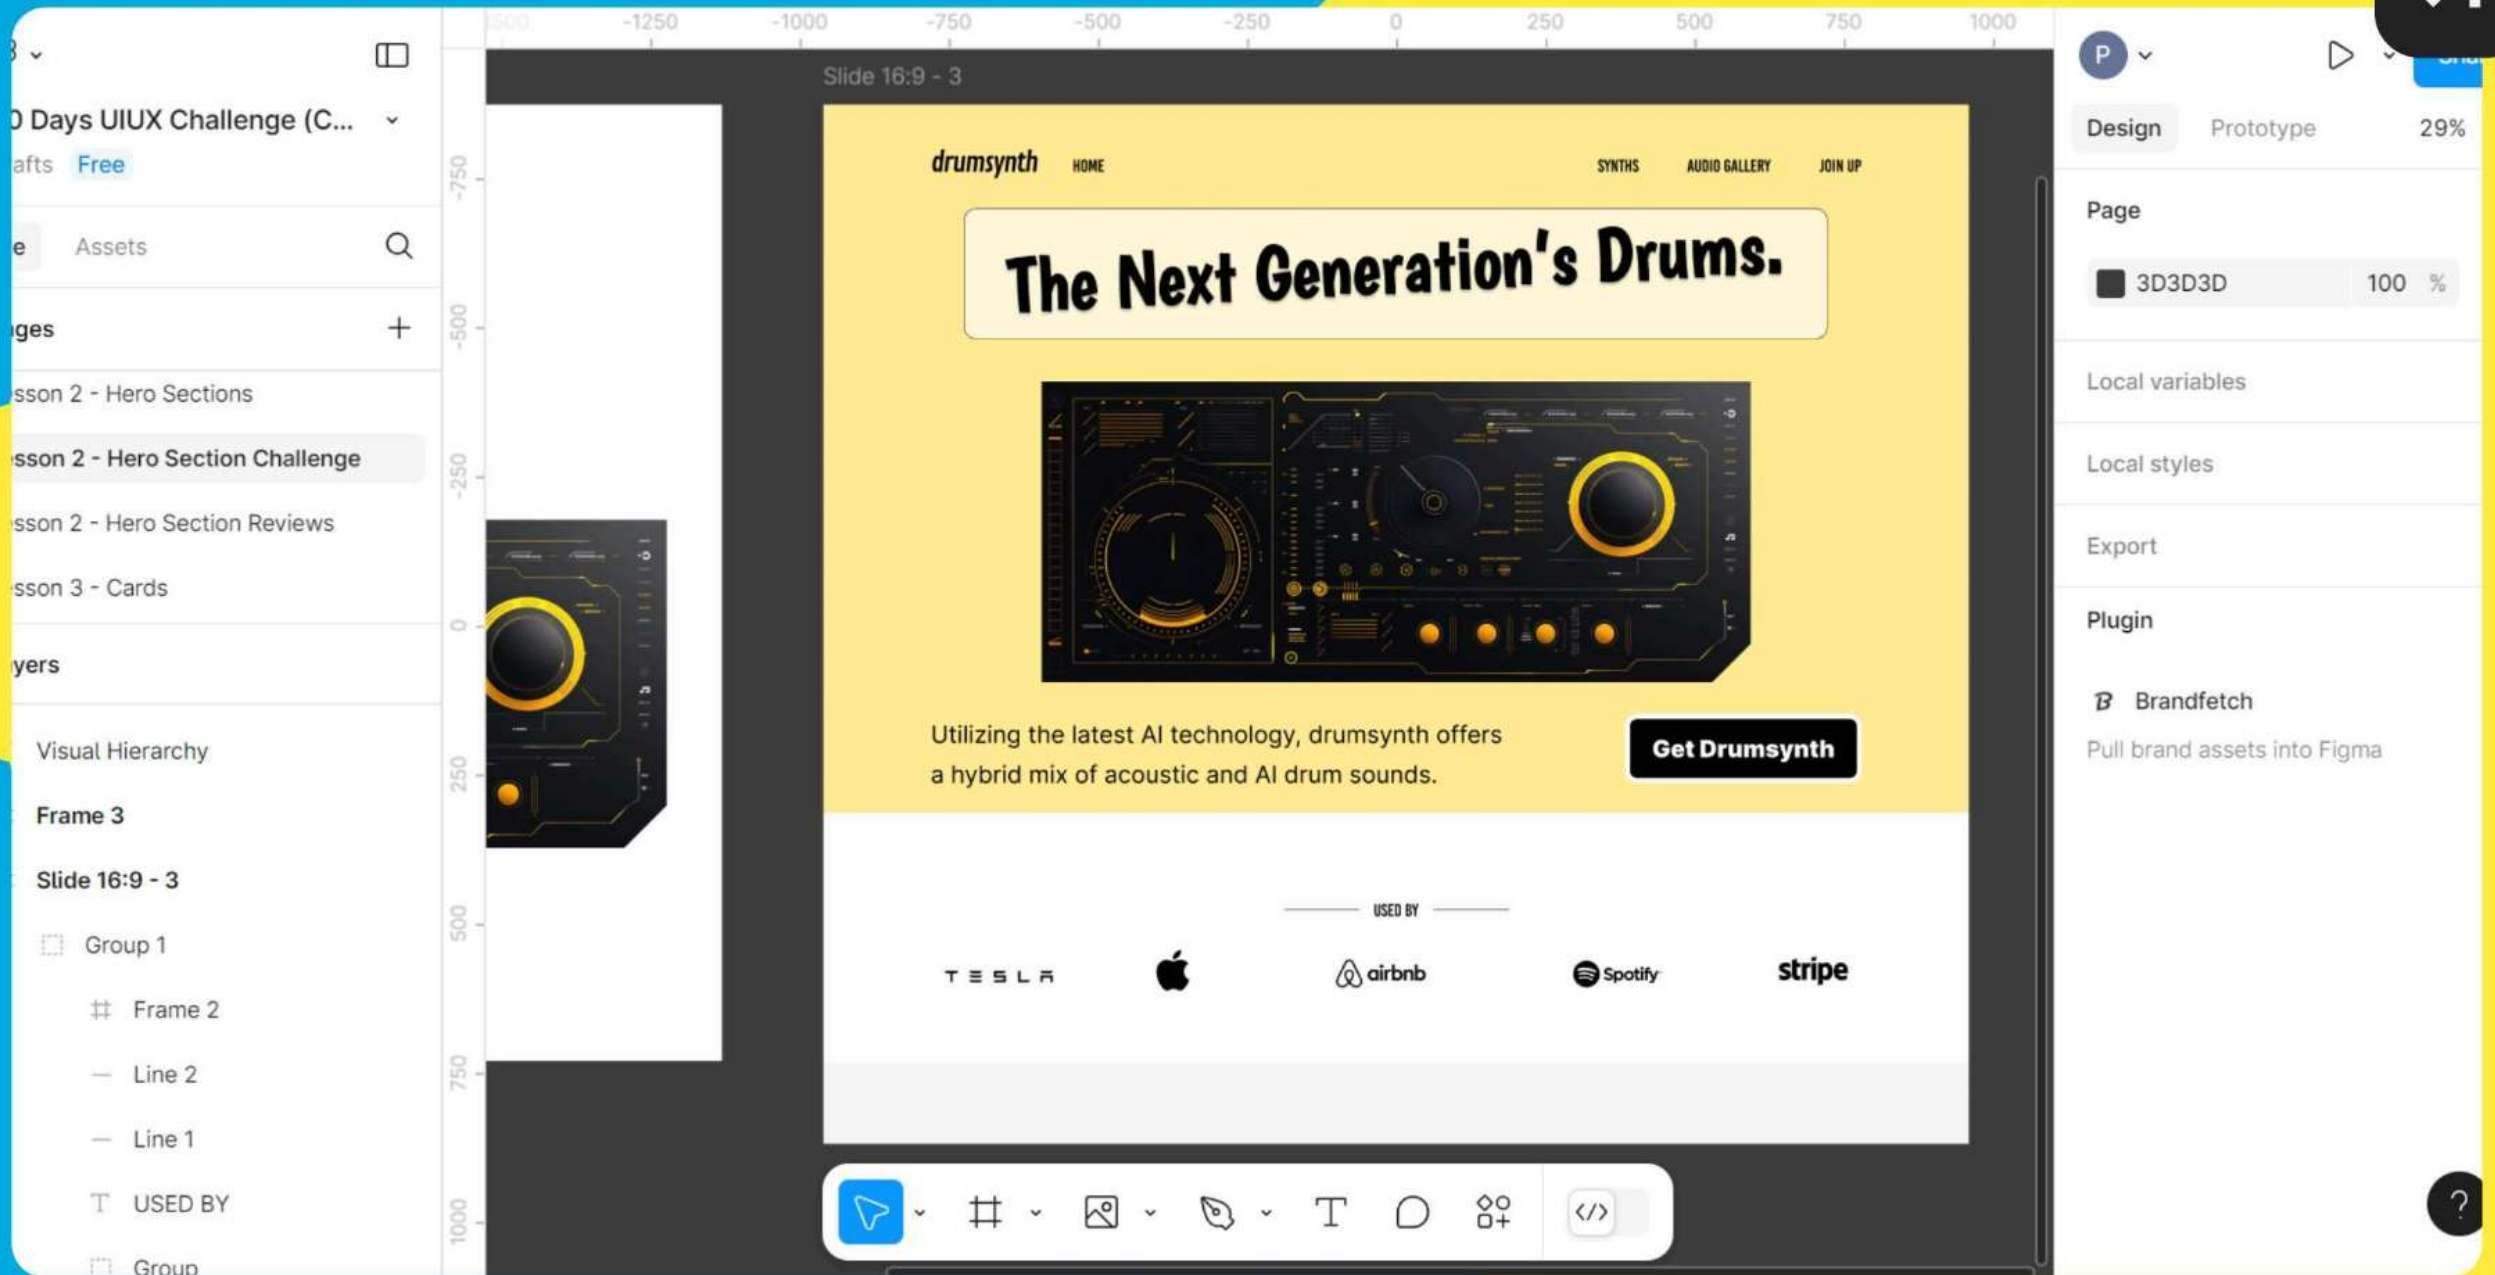 -1250 -1000 -750 -500 -250 0 250 500 750 1000
Slide 16:9 - 3
P
0 Days UIUX Challenge (C...
afts Free
Design Prototype 29%
e Assets
Page
ges
3D3D3D 100 %
sson 2 - Hero Sections
sson 2 - Hero Section Challenge
sson 2 - Hero Section Reviews
sson 3 - Cards
yers
Visual Hierarchy
Frame 3
Slide 16:9 - 3
Group 1
Frame 2
Line 2
Line 1
USED BY
Group
-750
-500
-250
0
250
500
750
1000
drumsynth HOME SYNTHS AUDIO GALLERY JOIN UP
The Next Generation's Drums.
Utilizing the latest AI technology, drumsynth offers
a hybrid mix of acoustic and AI drum sounds.
Get Drumsynth
USED BY
TESLA airbnb Spotify stripe
Local variables
Local styles
Export
Plugin
Brandfetch
Pull brand assets into Figma
?